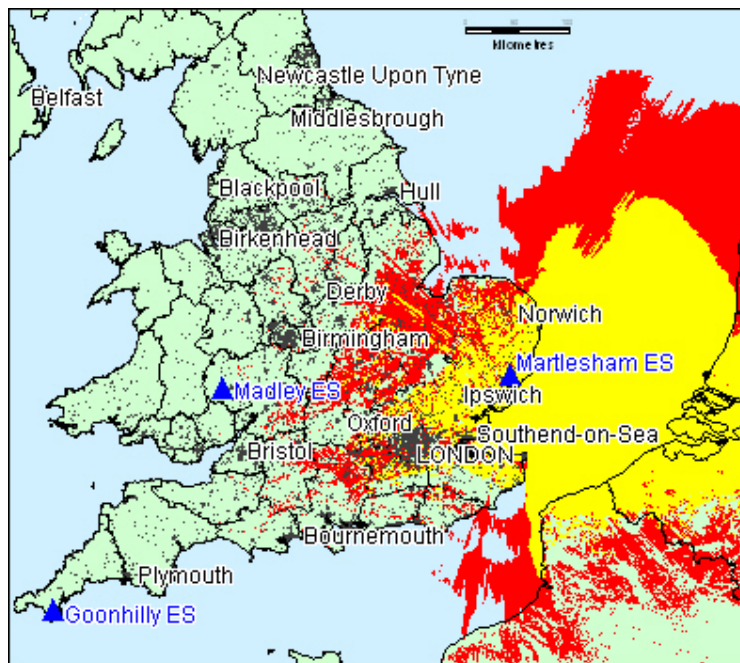 kilometres
Newcastle Upon Tyne
Belfast
Middlesbrough
Blackpool
Hull
Birkenhead
Derby
Norwich
Birmingham
Martlesham ES
Madley ES
Ipswich
Oxford
Southend-on-Sea
Bristol
LONDON
Bournemouth
Plymouth
Goonhilly ES